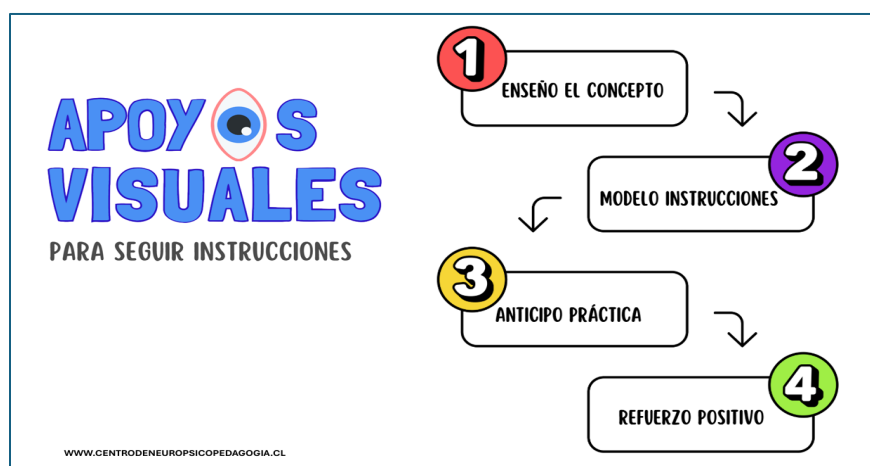 APOYOS
VISUALES
PARA SEGUIR INSTRUCCIONES
1
ENSEÑO EL CONCEPTO
2
MODELO INSTRUCCIONES
3
ANTICIPO PRÁCTICA
4
REFUERZO POSITIVO
WWW.CENTRODENEUROPSICOPEDAGOGIA.CL